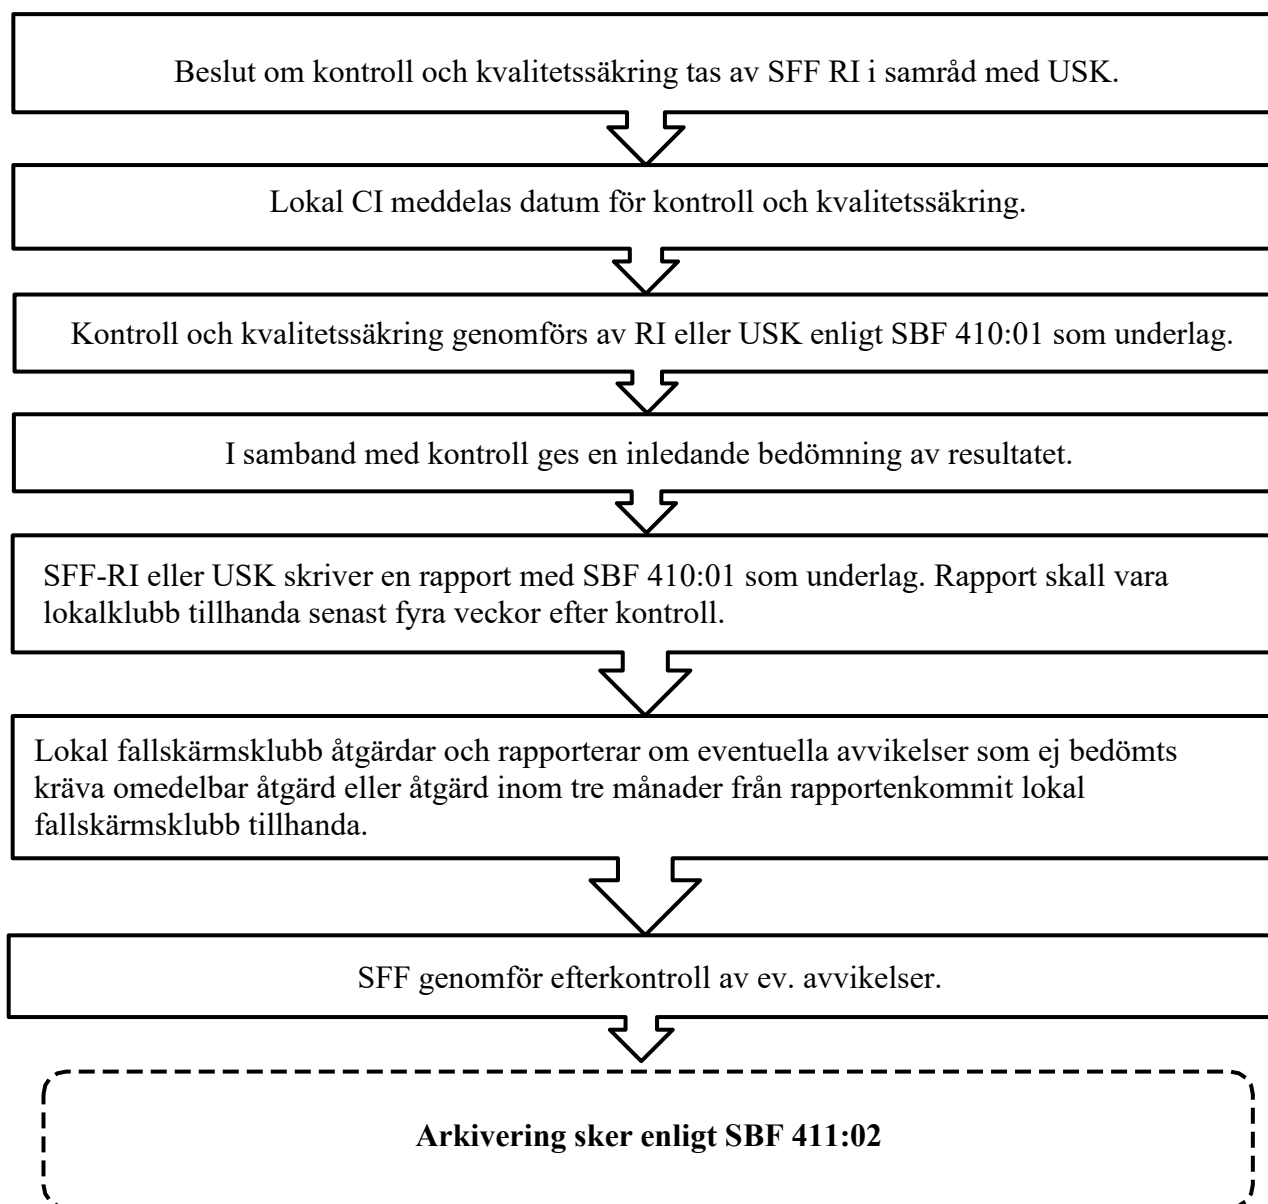 Beslut om kontroll och kvalitetssäkring tas av SFF RI i samråd med USK.
Lokal CI meddelas datum för kontroll och kvalitetssäkring.
Kontroll och kvalitetssäkring genomförs av RI eller USK enligt SBF 410:01 som underlag.
I samband med kontroll ges en inledande bedömning av resultatet.
SFF-RI eller USK skriver en rapport med SBF 410:01 som underlag. Rapport skall vara
lokalklubb tillhanda senast fyra veckor efter kontroll.
Lokal fallskärmsklubb åtgärdar och rapporterar om eventuella avvikelser som ej bedömts
kräva omedelbar åtgärd eller åtgärd inom tre månader från rapportenkommit lokal
fallskärmsklubb tillhanda.
SFF genomför efterkontroll av ev. avvikelser.
Arkivering sker enligt SBF 411:02